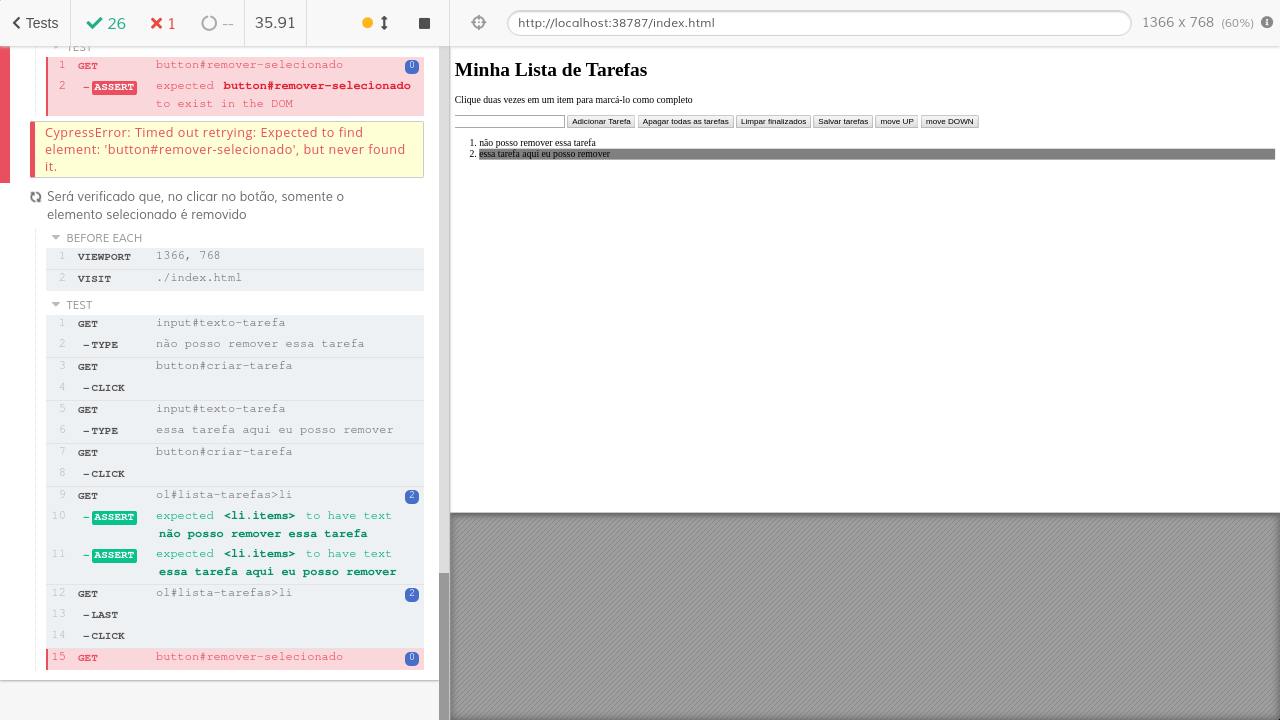 Tests 26 1 -- 35.91
http://localhost:38787/index.html 1366 x 768 (60%)
TEST
1 GET button#remover-selecionado 0
2 -ASSERT expected button#remover-selecionado
to exist in the DOM
CypressError: Timed out retrying: Expected to find
element: 'button#remover-selecionado', but never found
it.
Será verificado que, no clicar no botão, somente o
elemento selecionado é removido
BEFORE EACH
1 VIEWPORT 1366, 768
2 VISIT ./index.html
TEST
1 GET input#texto-tarefa
2 -TYPE não posso remover essa tarefa
3 GET button#criar-tarefa
4 -CLICK
5 GET input#texto-tarefa
6 -TYPE essa tarefa aqui eu posso remover
7 GET button#criar-tarefa
8 -CLICK
9 GET ol#lista-tarefas>li 2
10 -ASSERT expected <li.items> to have text
não posso remover essa tarefa
11 -ASSERT expected <li.items> to have text
essa tarefa aqui eu posso remover
12 GET ol#lista-tarefas>li 2
13 -LAST
14 -CLICK
15 GET button#remover-selecionado 0
Minha Lista de Tarefas
Clique duas vezes em um item para marcá-lo como completo
Adicionar Tarefa Apagar todas as tarefas Limpar finalizados Salvar tarefas move UP move DOWN
1. não posso remover essa tarefa
2. essa tarefa aqui eu posso remover